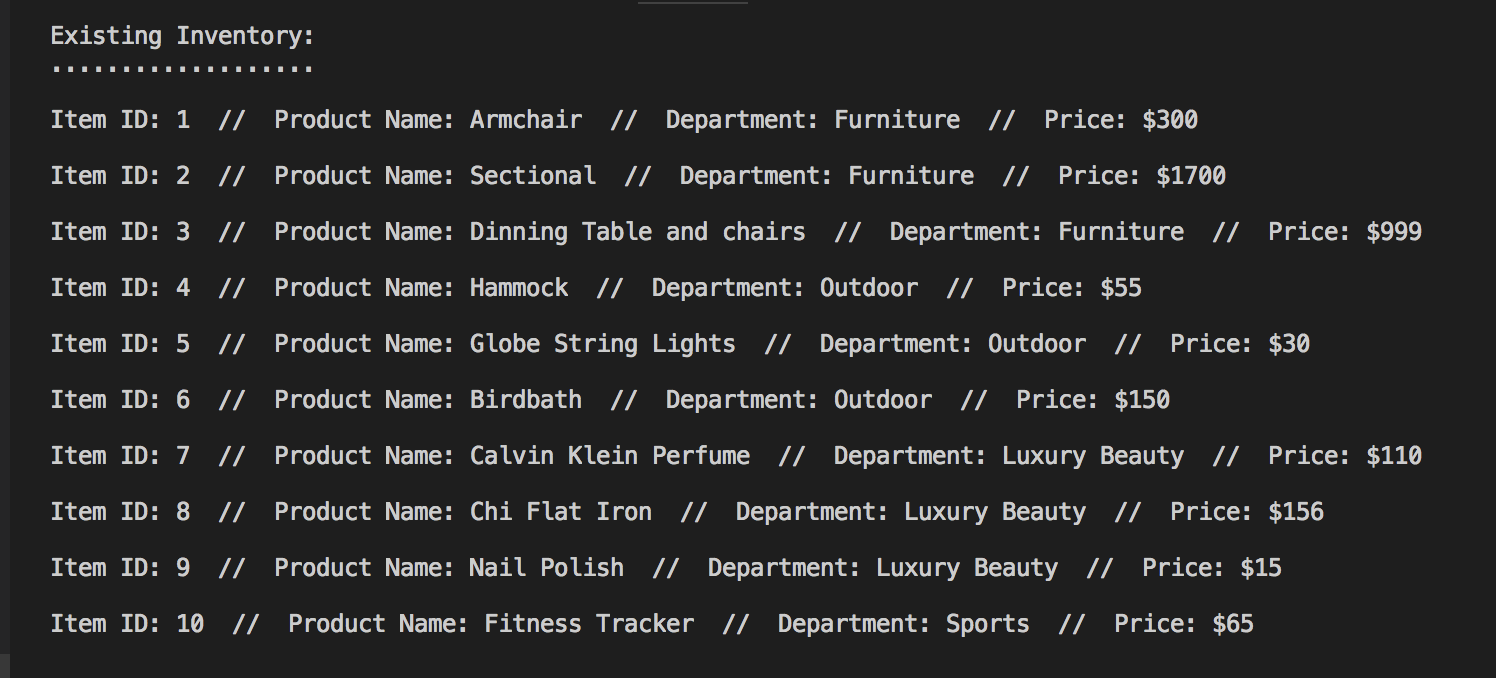 Existing Inventory:
...................
Item ID: 1  //  Product Name: Armchair  //  Department: Furniture  //  Price: $300
Item ID: 2  //  Product Name: Sectional  //  Department: Furniture  //  Price: $1700
Item ID: 3  //  Product Name: Dinning Table and chairs  //  Department: Furniture  //  Price: $999
Item ID: 4  //  Product Name: Hammock  //  Department: Outdoor  //  Price: $55
Item ID: 5  //  Product Name: Globe String Lights  //  Department: Outdoor  //  Price: $30
Item ID: 6  //  Product Name: Birdbath  //  Department: Outdoor  //  Price: $150
Item ID: 7  //  Product Name: Calvin Klein Perfume  //  Department: Luxury Beauty  //  Price: $110
Item ID: 8  //  Product Name: Chi Flat Iron  //  Department: Luxury Beauty  //  Price: $156
Item ID: 9  //  Product Name: Nail Polish  //  Department: Luxury Beauty  //  Price: $15
Item ID: 10  //  Product Name: Fitness Tracker  //  Department: Sports  //  Price: $65